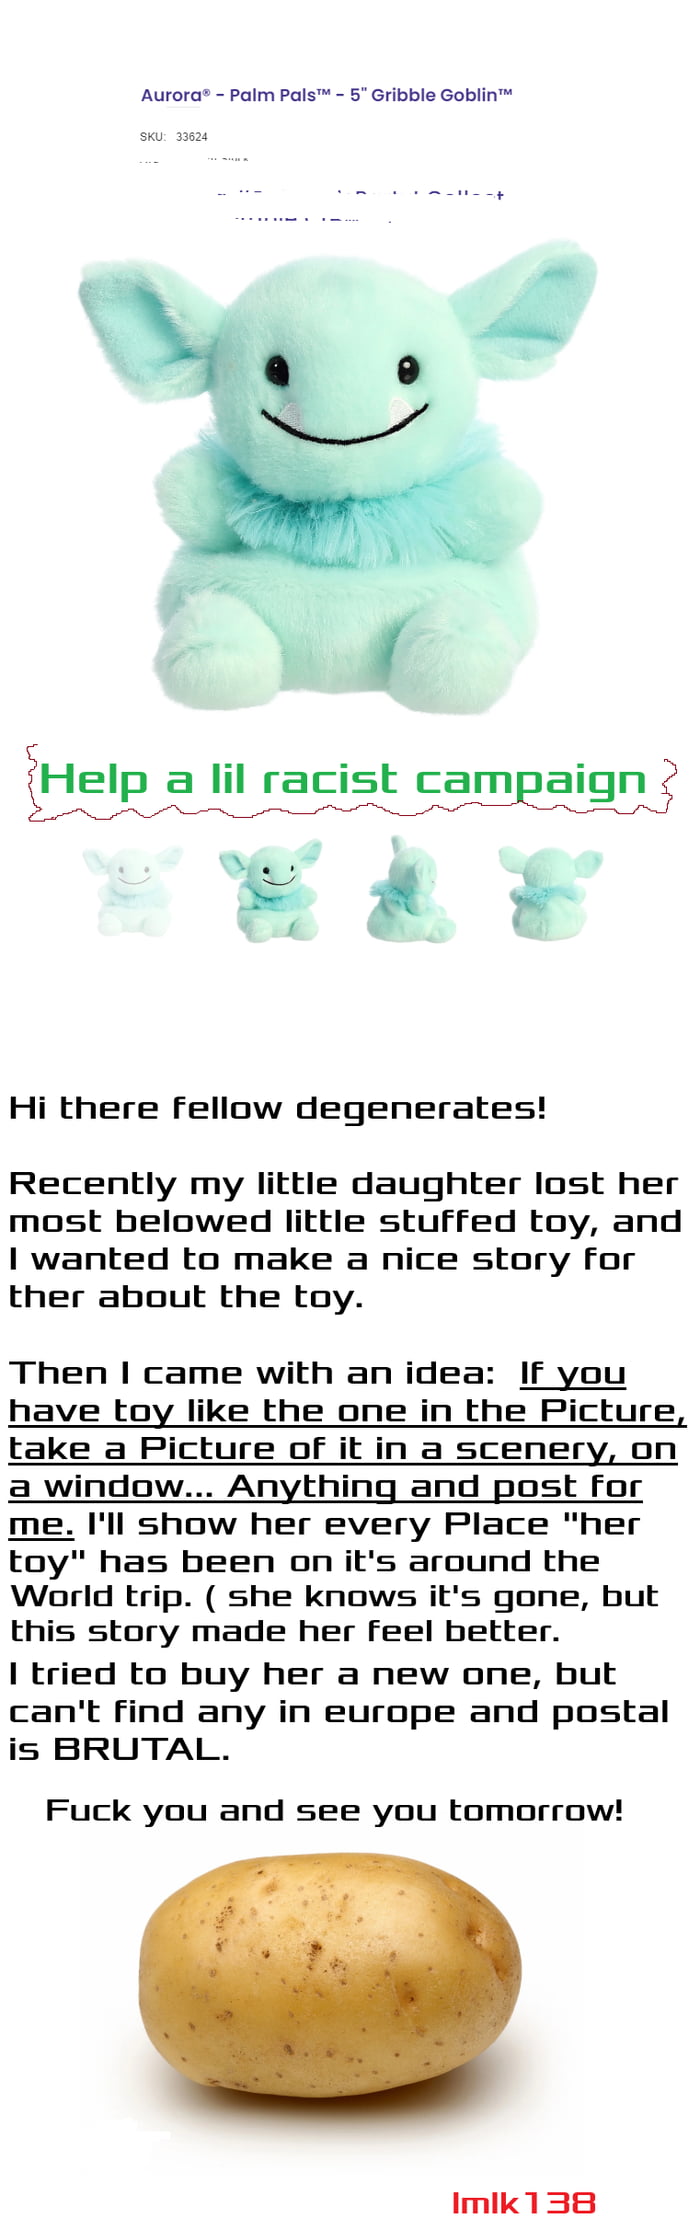 Aurora® - Palm Pals™ - 5" Gribble Goblin™
SKU: 33624
Help a lil racist campaign
Hi there fellow degenerates!
Recently my little daughter lost her
most belowed little stuffed toy, and
I wanted to make a nice story for
ther about the toy.
Then I came with an idea: If you
have toy like the one in the Picture,
take a Picture of it in a scenery, on
a window... Anything and post for
me. I'll show her every Place "her
toy" has been on it's around the
World trip. ( she knows it's gone, but
this story made her feel better.
I tried to buy her a new one, but
can't find any in europe and postal
is BRUTAL.
Fuck you and see you tomorrow!
lmlk138